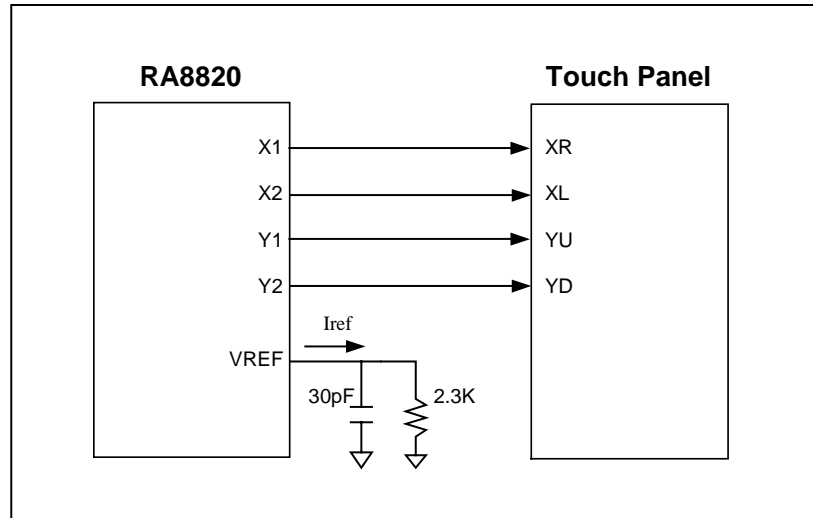 RA8820
Touch Panel
X1
XR
X2
XL
Y1
YU
Y2
YD
Iref
VREF
30pF
2.3K